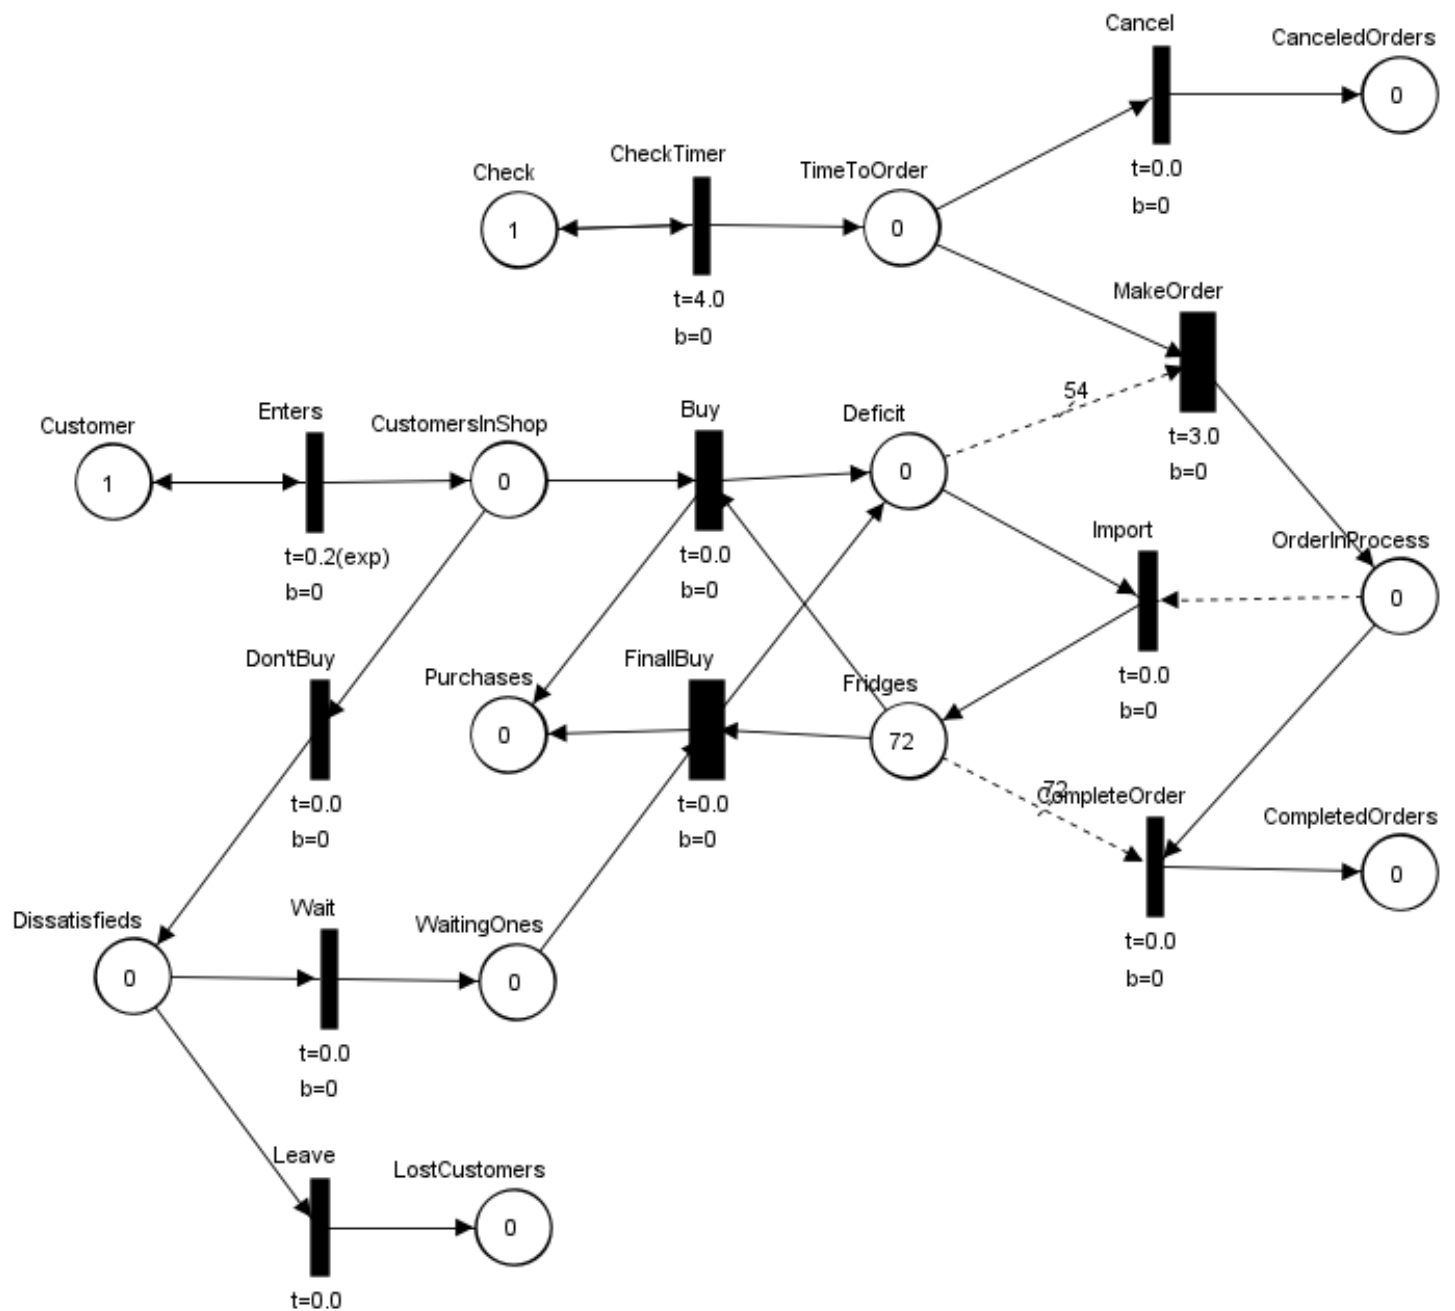 Cancel
CanceledOrders
0
t=0.0
b=0
Check
1
CheckTimer
t=4.0
b=0
TimeToOrder
0
MakeOrder
54
t=3.0
b=0
Customer
1
Enters
t=0.2(exp)
b=0
CustomersInShop
0
Buy
t=0.0
b=0
Deficit
0
Import
t=0.0
b=0
OrderInProcess
0
Don'tBuy
t=0.0
b=0
Purchases
0
FinallBuy
t=0.0
b=0
Fridges
72
72
CompleteOrder
t=0.0
b=0
CompletedOrders
0
Dissatisfieds
0
Wait
t=0.0
b=0
WaitingOnes
0
Leave
t=0.0
LostCustomers
0